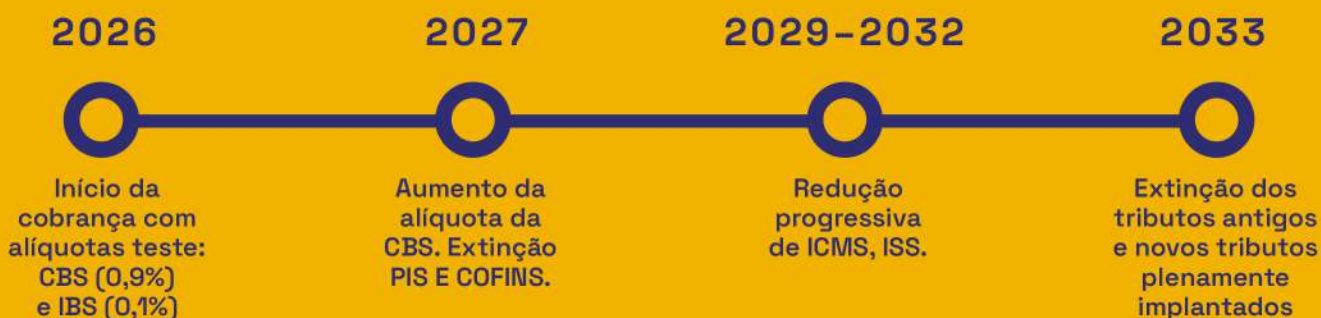 2026
Início da
cobrança com
alíquotas teste:
CBS (0,9%)
e IBS (0,1%)
2027
Aumento da
alíquota da
CBS. Extinção
PIS E COFINS.
2029–2032
Redução
progressiva
de ICMS, ISS.
2033
Extinção dos
tributos antigos
e novos tributos
plenamente
implantados